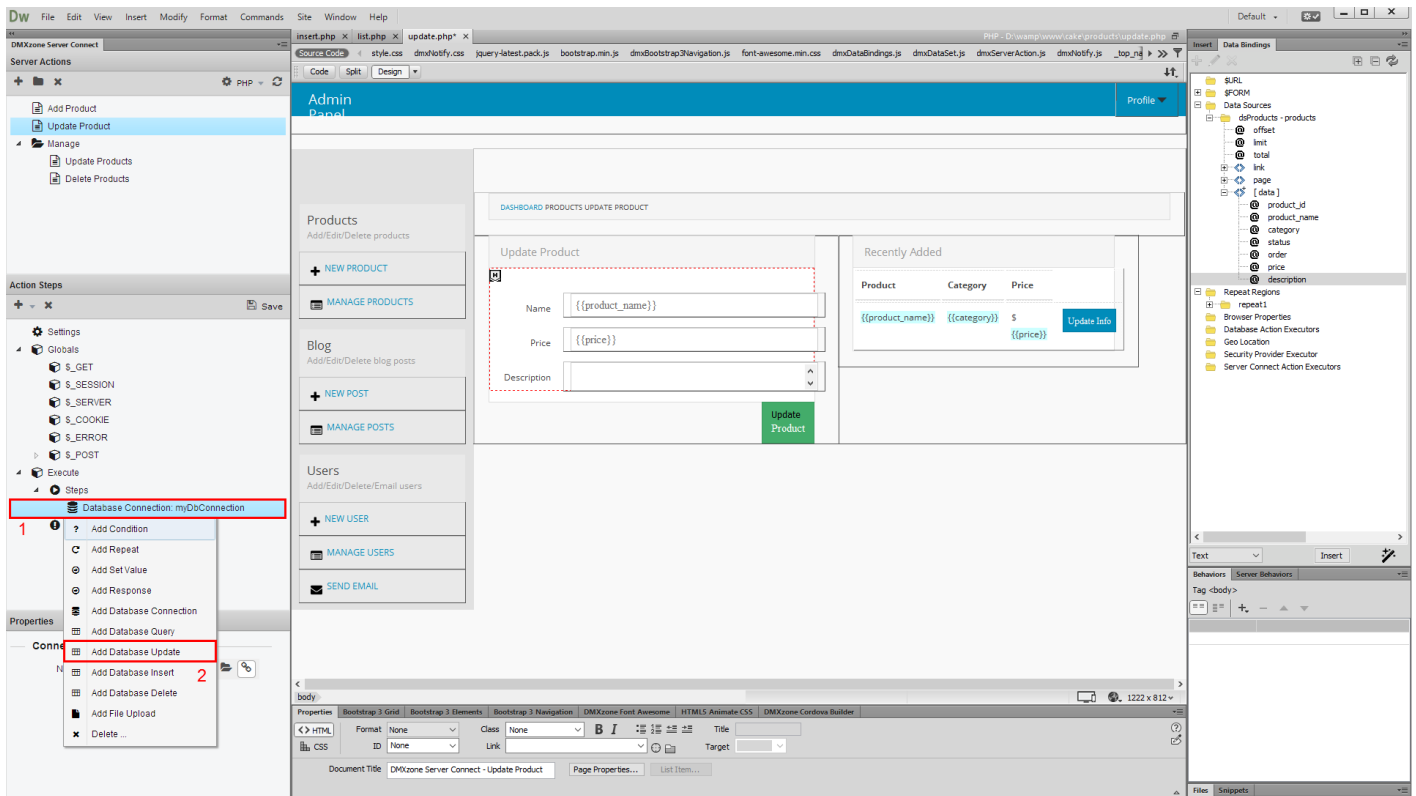 DW File Edit View Insert Modify Format Commands Site Window Help Default
DMXzone Server Connect
Server Actions
PHP
Add Product
Update Product
Manage
Update Products
Delete Products
Action Steps
Save
Settings
Globals
$_GET
$_SESSION
$_SERVER
$_COOKIE
$_ERROR
$_POST
Execute
Steps
Database Connection: myDbConnection
1
? Add Condition
Add Repeat
Add Set Value
Add Response
Add Database Connection
Add Database Query
Add Database Update
Add Database Insert
2
Add Database Delete
Add File Upload
Delete ...
Properties
Conne
N
insert.php × list.php × update.php* × PHP - D:\wamp\www\cake\products\update.php
Source Code style.css dmxNotify.css jquery-latest.pack.js bootstrap.min.js dmxBootstrap3Navigation.js font-awesome.min.css dmxDataBindings.js dmxDataSet.js dmxServerAction.js dmxNotify.js _top_na
Code Split Design
Admin
Panel
Profile
DASHBOARD PRODUCTS UPDATE PRODUCT
Products
Add/Edit/Delete products
NEW PRODUCT
MANAGE PRODUCTS
Blog
Add/Edit/Delete blog posts
NEW POST
MANAGE POSTS
Users
Add/Edit/Delete/Email users
NEW USER
MANAGE USERS
SEND EMAIL
Update Product
Name {{product_name}}
Price {{price}}
Description
Update
Product
Recently Added
Product Category Price
{{product_name}} {{category}} $
{{price}}
Update Info
body 1222 x 812
Properties Bootstrap 3 Grid Bootstrap 3 Elements Bootstrap 3 Navigation DMXzone Font Awesome HTML5 Animate CSS DMXzone Cordova Builder
<> HTML Format None Class None B I Title
CSS ID None Link Target
Document Title DMXzone Server Connect - Update Product Page Properties... List Item...
Insert Data Bindings
$URL
$FORM
Data Sources
dsProducts - products
offset
limit
total
link
page
[ data ]
product_id
product_name
category
status
order
price
description
Repeat Regions
repeat1
Browser Properties
Database Action Executors
Geo Location
Security Provider Executor
Server Connect Action Executors
Text Insert
Behaviors Server Behaviors
Tag <body>
Files Snippets